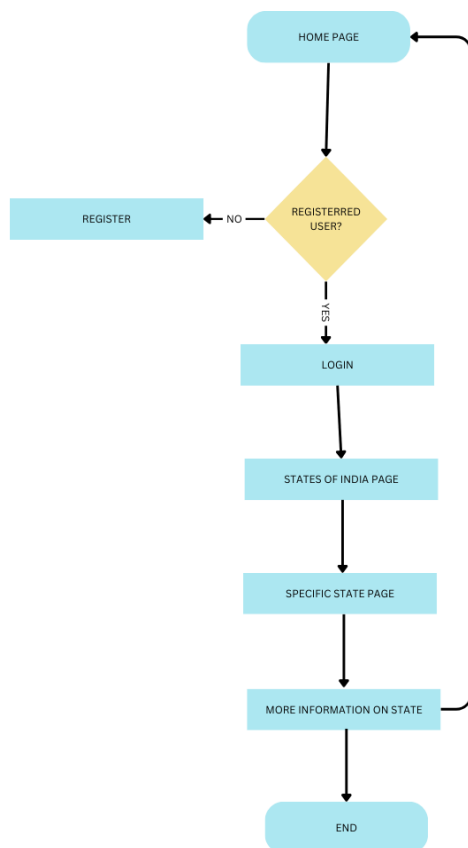 HOME PAGE
REGISTERRED
USER?
NO
REGISTER
YES
LOGIN
STATES OF INDIA PAGE
SPECIFIC STATE PAGE
MORE INFORMATION ON STATE
END